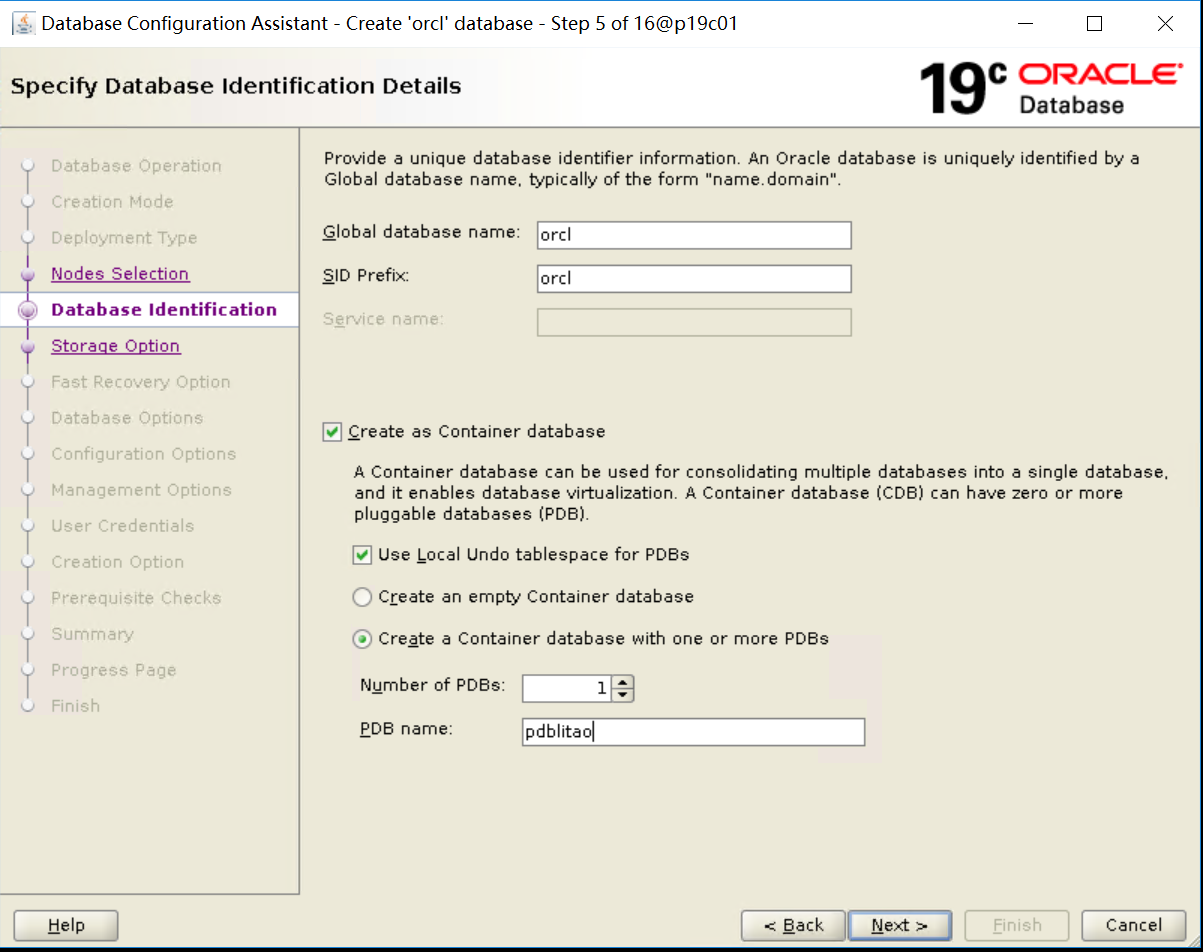 Database Configuration Assistant - Create 'orcl' database - Step 5 of 16@p19c01
Specify Database Identification Details
19c ORACLE Database
Database Operation
Creation Mode
Deployment Type
Nodes Selection
Database Identification
Storage Option
Fast Recovery Option
Database Options
Configuration Options
Management Options
User Credentials
Creation Option
Prerequisite Checks
Summary
Progress Page
Finish
Provide a unique database identifier information. An Oracle database is uniquely identified by a
Global database name, typically of the form "name.domain".
Global database name: orcl
SID Prefix: orcl
Service name:
Create as Container database
A Container database can be used for consolidating multiple databases into a single database,
and it enables database virtualization. A Container database (CDB) can have zero or more
pluggable databases (PDB).
Use Local Undo tablespace for PDBs
Create an empty Container database
Create a Container database with one or more PDBs
Number of PDBs: 1
PDB name: pdblitao
Help
< Back
Next >
Finish
Cancel